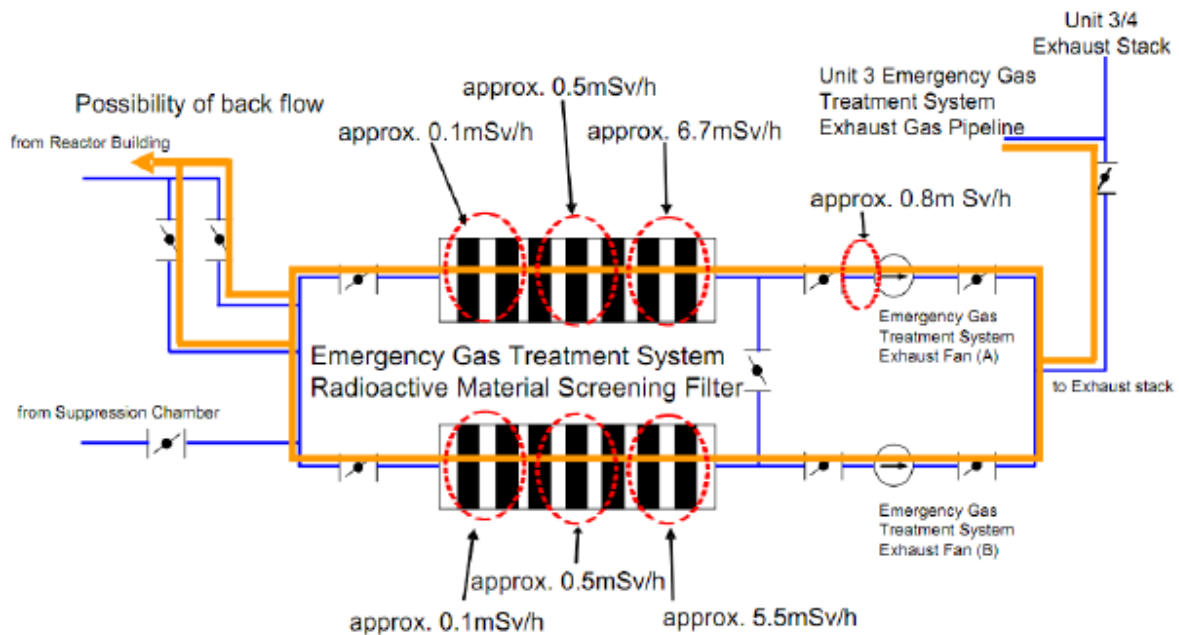 Unit 3/4
Exhaust Stack
approx. 0.5mSv/h
Unit 3 Emergency Gas
Treatment System
Exhaust Gas Pipeline
Possibility of back flow
approx. 0.1mSv/h
approx. 6.7mSv/h
from Reactor Building
approx. 0.8m Sv/h
Emergency Gas
Treatment System
Exhaust Fan (A)
Emergency Gas Treatment System
Radioactive Material Screening Filter
to Exhaust stack
from Suppression Chamber
Emergency Gas
Treatment System
Exhaust Fan (B)
approx. 0.5mSv/h
approx. 0.1mSv/h
approx. 5.5mSv/h